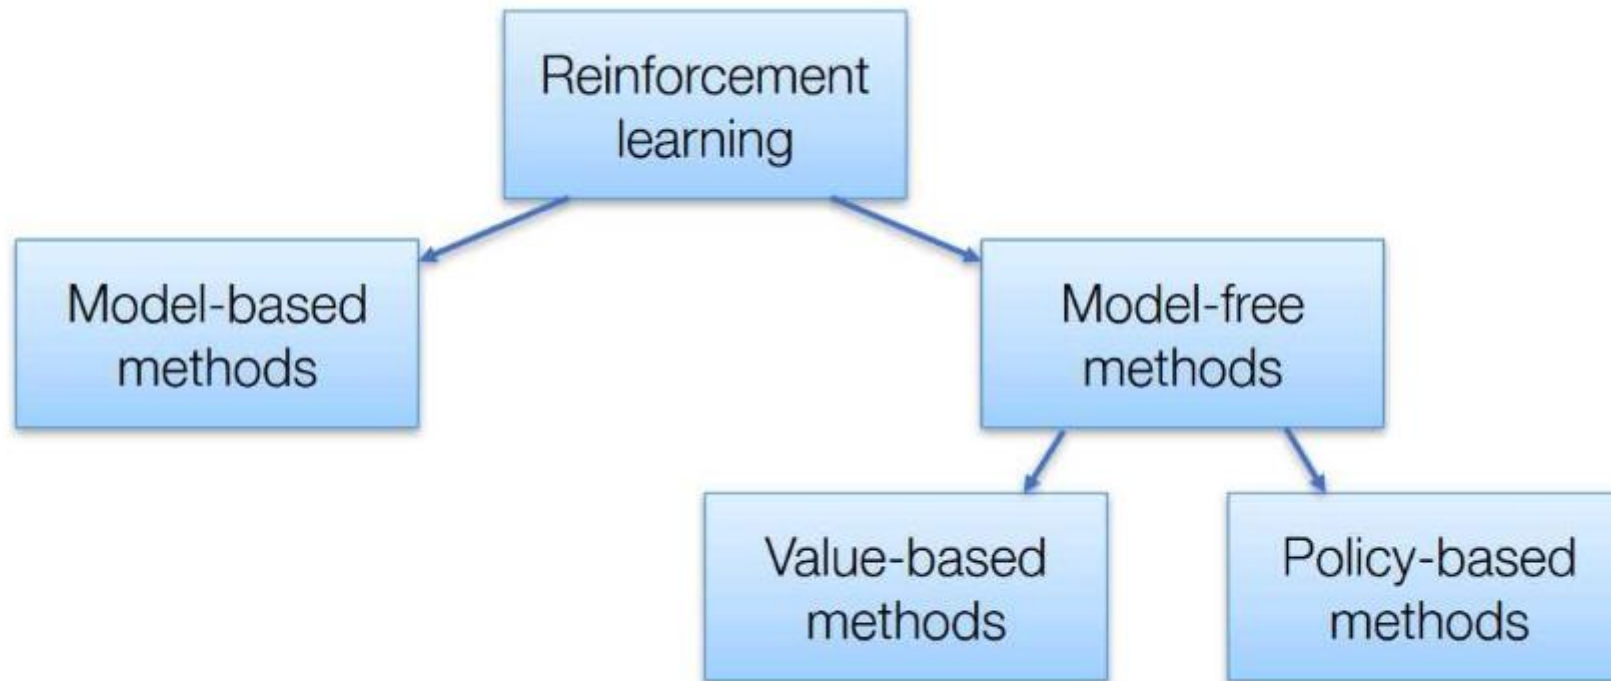 Reinforcement
learning
Model-based
methods
Model-free
methods
Value-based
methods
Policy-based
methods